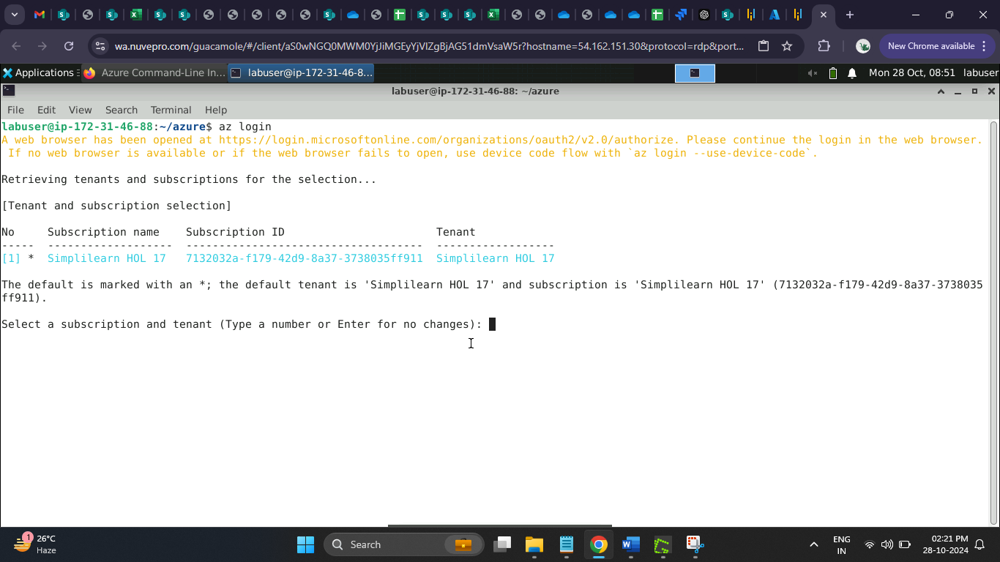 wa.nuvepro.com/guacamole/#/client/aS0wNGQ0MWM0YjJiMGEyYjVlZgBjAG51dmVsaW5r?hostname=54.162.151.30&protocol=rdp&port...
New Chrome available
Applications
Azure Command-Line In...
labuser@ip-172-31-46-8...
Mon 28 Oct, 08:51
labuser
labuser@ip-172-31-46-88: ~/azure
File Edit View Search Terminal Help
labuser@ip-172-31-46-88:~/azure$ az login
A web browser has been opened at https://login.microsoftonline.com/organizations/oauth2/v2.0/authorize. Please continue the login in the web browser.
If no web browser is available or if the web browser fails to open, use device code flow with `az login --use-device-code`.
Retrieving tenants and subscriptions for the selection...
[Tenant and subscription selection]
No Subscription name Subscription ID Tenant
----- ------------------- ------------------------------------ ------------------
[1] * Simplilearn HOL 17 7132032a-f179-42d9-8a37-3738035ff911 Simplilearn HOL 17
The default is marked with an *; the default tenant is 'Simplilearn HOL 17' and subscription is 'Simplilearn HOL 17' (7132032a-f179-42d9-8a37-3738035
ff911).
Select a subscription and tenant (Type a number or Enter for no changes):
1
26°C
Haze
Search
ENG
IN
02:21 PM
28-10-2024